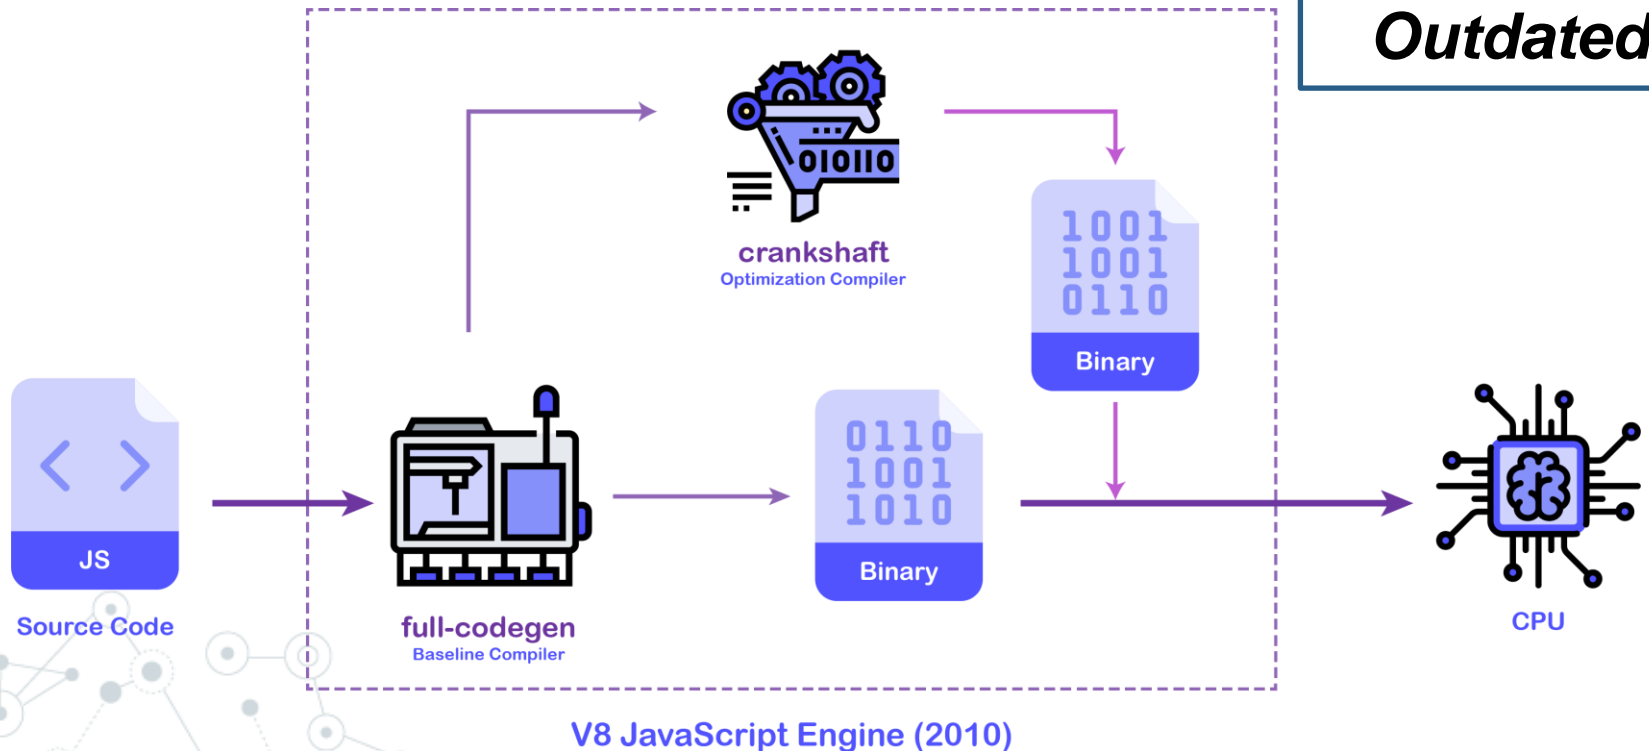 Outdated
010110
crankshaft
Optimization Compiler
1001
1001
0110
Binary
0110
1001
1010
Binary
JS
Source Code
full-codegen
Baseline Compiler
CPU
V8 JavaScript Engine (2010)